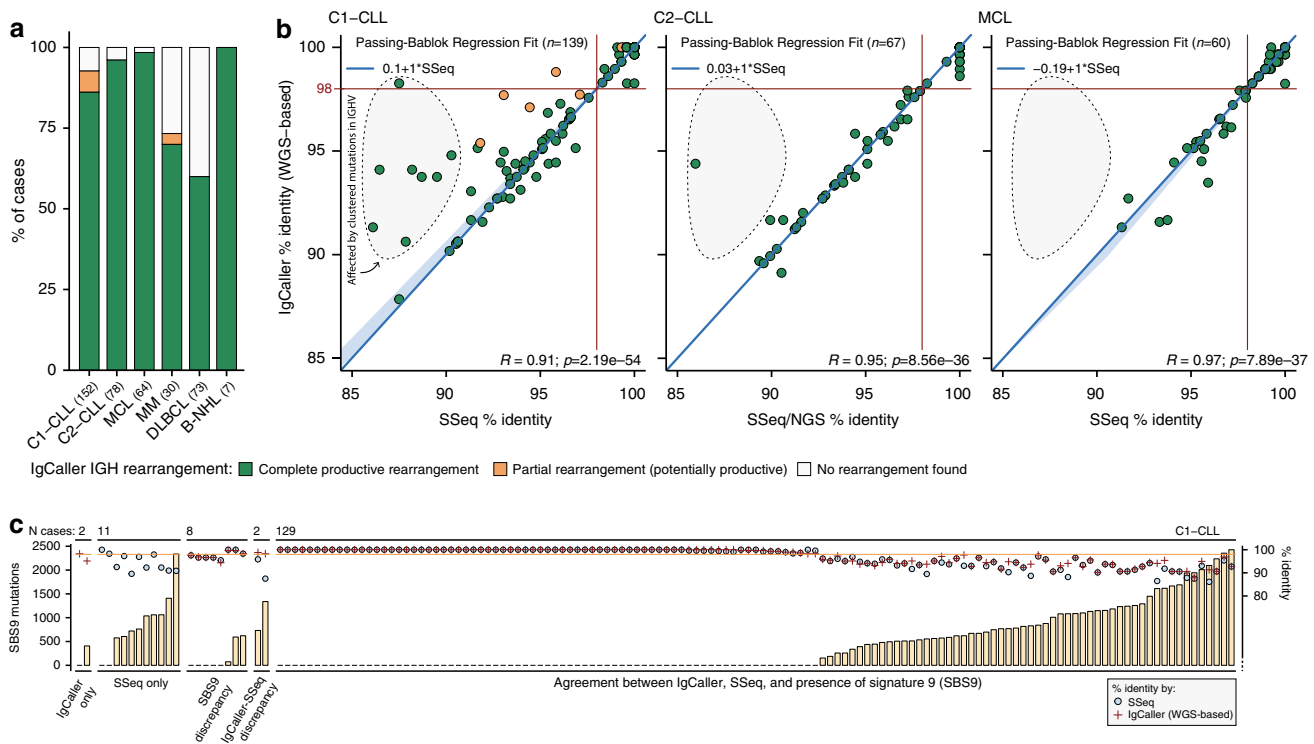 a
% of cases
100
75
50
25
0
C1−CLL (152)
C2−CLL (78)
MCL (64)
MM (30)
DLBCL (73)
B-NHL (7)
b
IgCaller % identity (WGS–based)
C1−CLL
Passing-Bablok Regression Fit (n=139)
0.1+1*SSeq
100
98
95
90
85
Affected by clustered mutations in IGHV
R = 0.91; p=2.19e–54
85 90 95 100
SSeq % identity
C2−CLL
Passing-Bablok Regression Fit (n=67)
0.03+1*SSeq
R = 0.95; p=8.56e–36
85 90 95 100
SSeq/NGS % identity
MCL
Passing-Bablok Regression Fit (n=60)
−0.19+1*SSeq
R = 0.97; p=7.89e–37
85 90 95 100
SSeq % identity
IgCaller IGH rearrangement: Complete productive rearrangement Partial rearrangement (potentially productive) No rearrangement found
c
N cases: 2 11 8 2 129 C1−CLL
SBS9 mutations
2500
2000
1500
1000
500
0
100
90
80
% identity
IgCaller only
SSeq only
SBS9 discrepancy
IgCaller-SSeq discrepancy
Agreement between IgCaller, SSeq, and presence of signature 9 (SBS9)
% identity by:
SSeq
IgCaller (WGS-based)